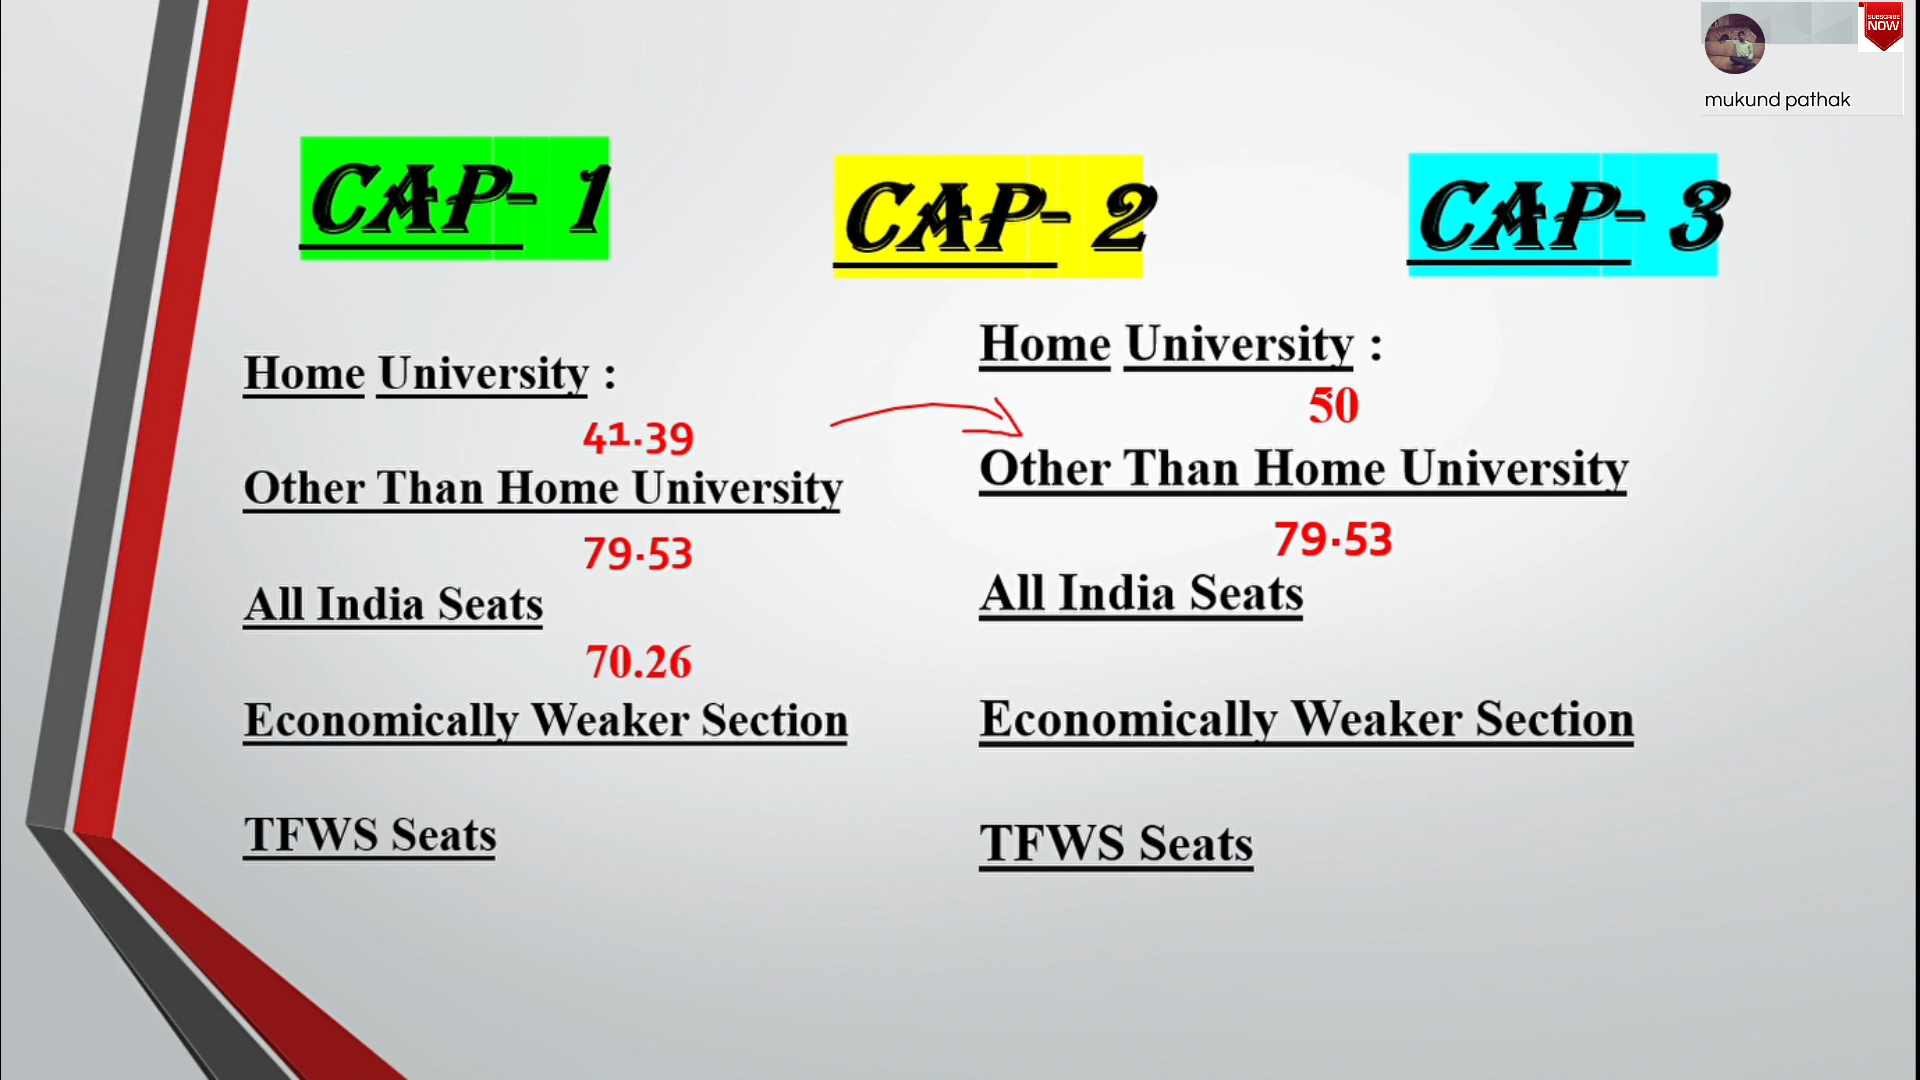 SUBSCRIBE
NOW
mukund pathak
CAP- 1
CAP- 2
CAP- 3
Home University :
41.39
Other Than Home University
79.53
All India Seats
70.26
Economically Weaker Section
TFWS Seats
Home University :
50
Other Than Home University
79.53
All India Seats
Economically Weaker Section
TFWS Seats